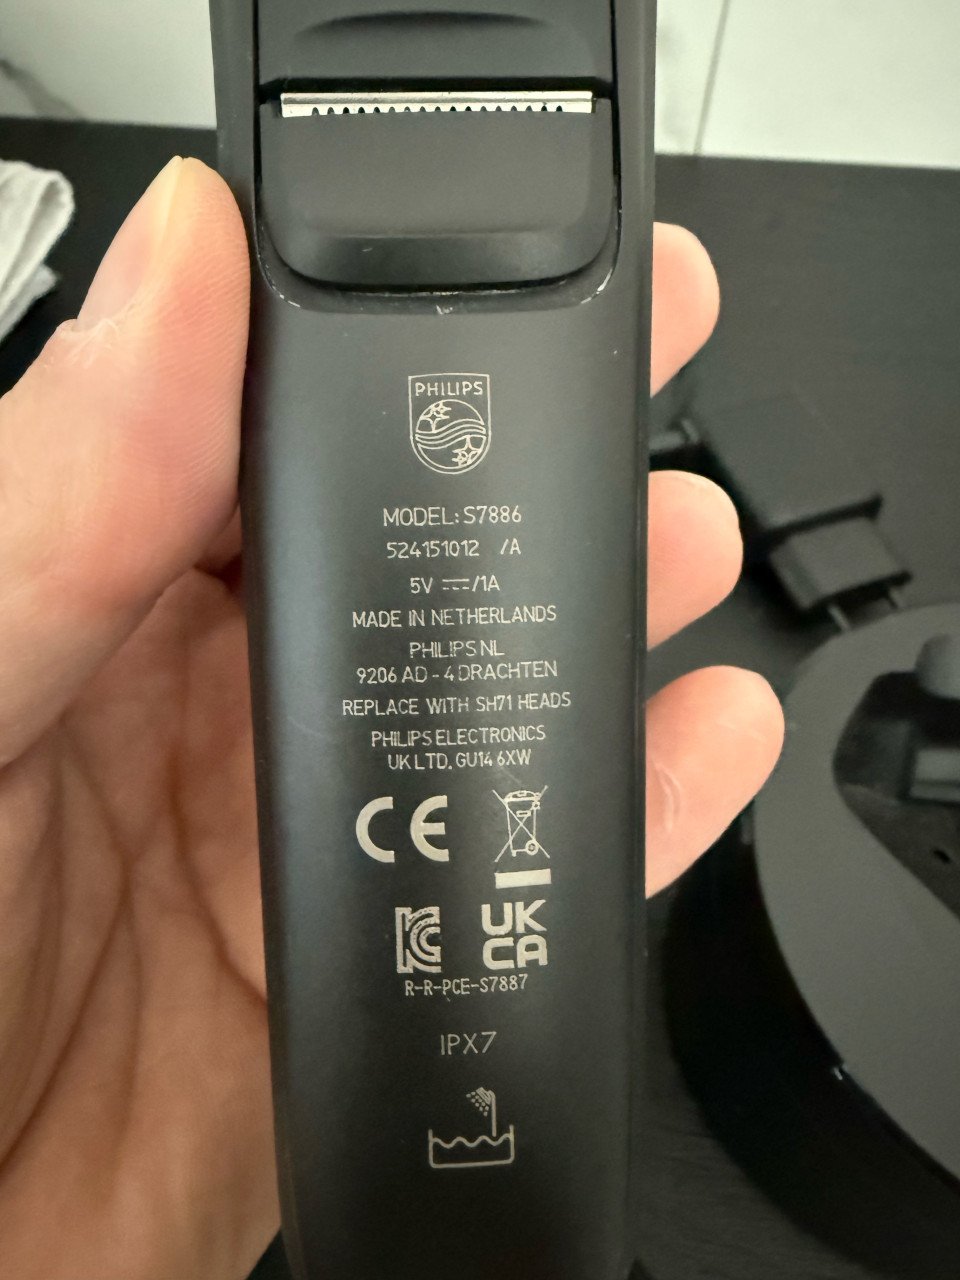 PHILIPS
MODEL: S7886
524151012 /A
5V ⎓/1A
MADE IN NETHERLANDS
PHILIPS NL
9206 AD - 4 DRACHTEN
REPLACE WITH SH71 HEADS
PHILIPS ELECTRONICS
UK LTD, GU14 6XW
CE
KC UK
CA
R-R-PCE-S7887
IPX7